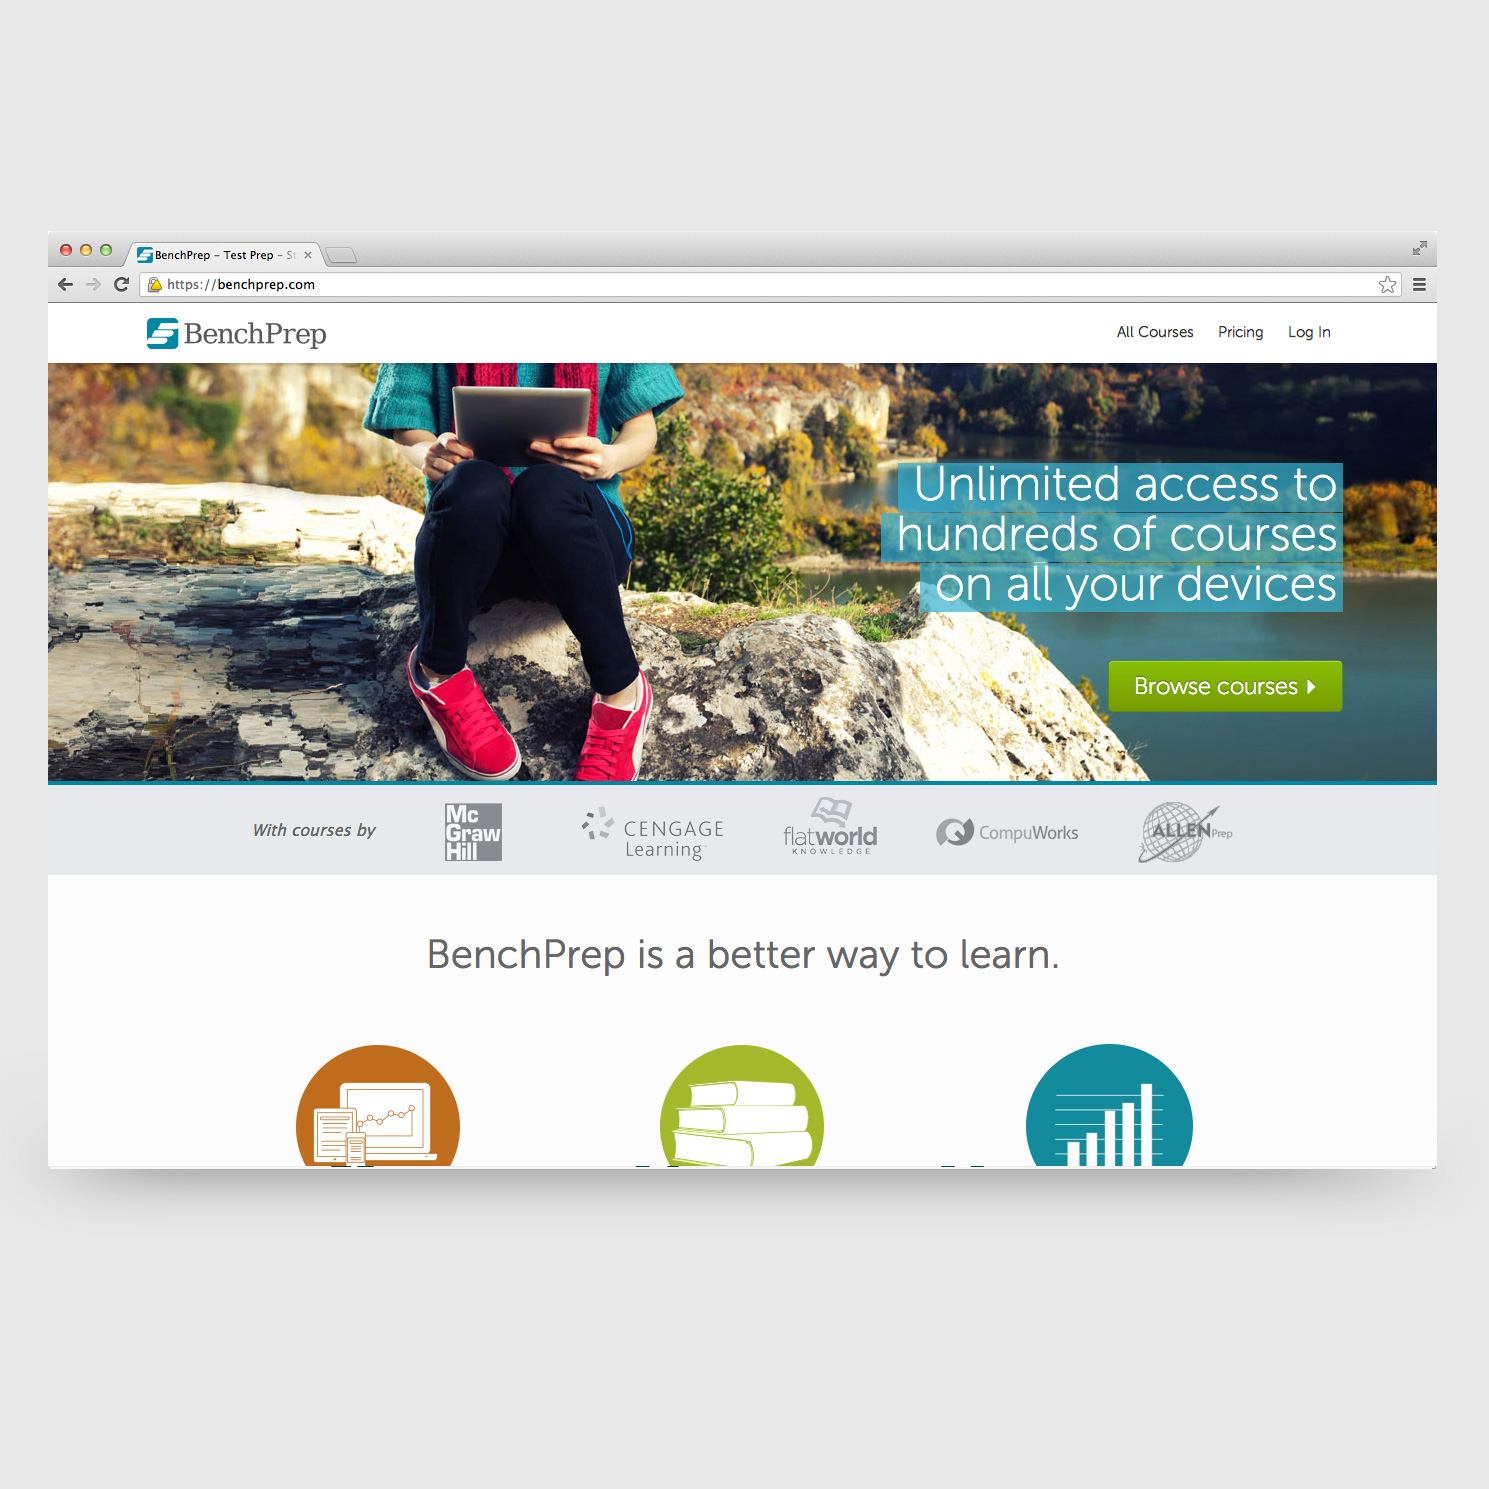 BenchPrep – Test Prep – St
https://benchprep.com
BenchPrep
All Courses Pricing Log In
Unlimited access to
hundreds of courses
on all your devices
Browse courses
With courses by
Mc
Graw
Hill
CENGAGE
Learning™
flatworld
KNOWLEDGE
CompuWorks
ALLEN Prep
BenchPrep is a better way to learn.